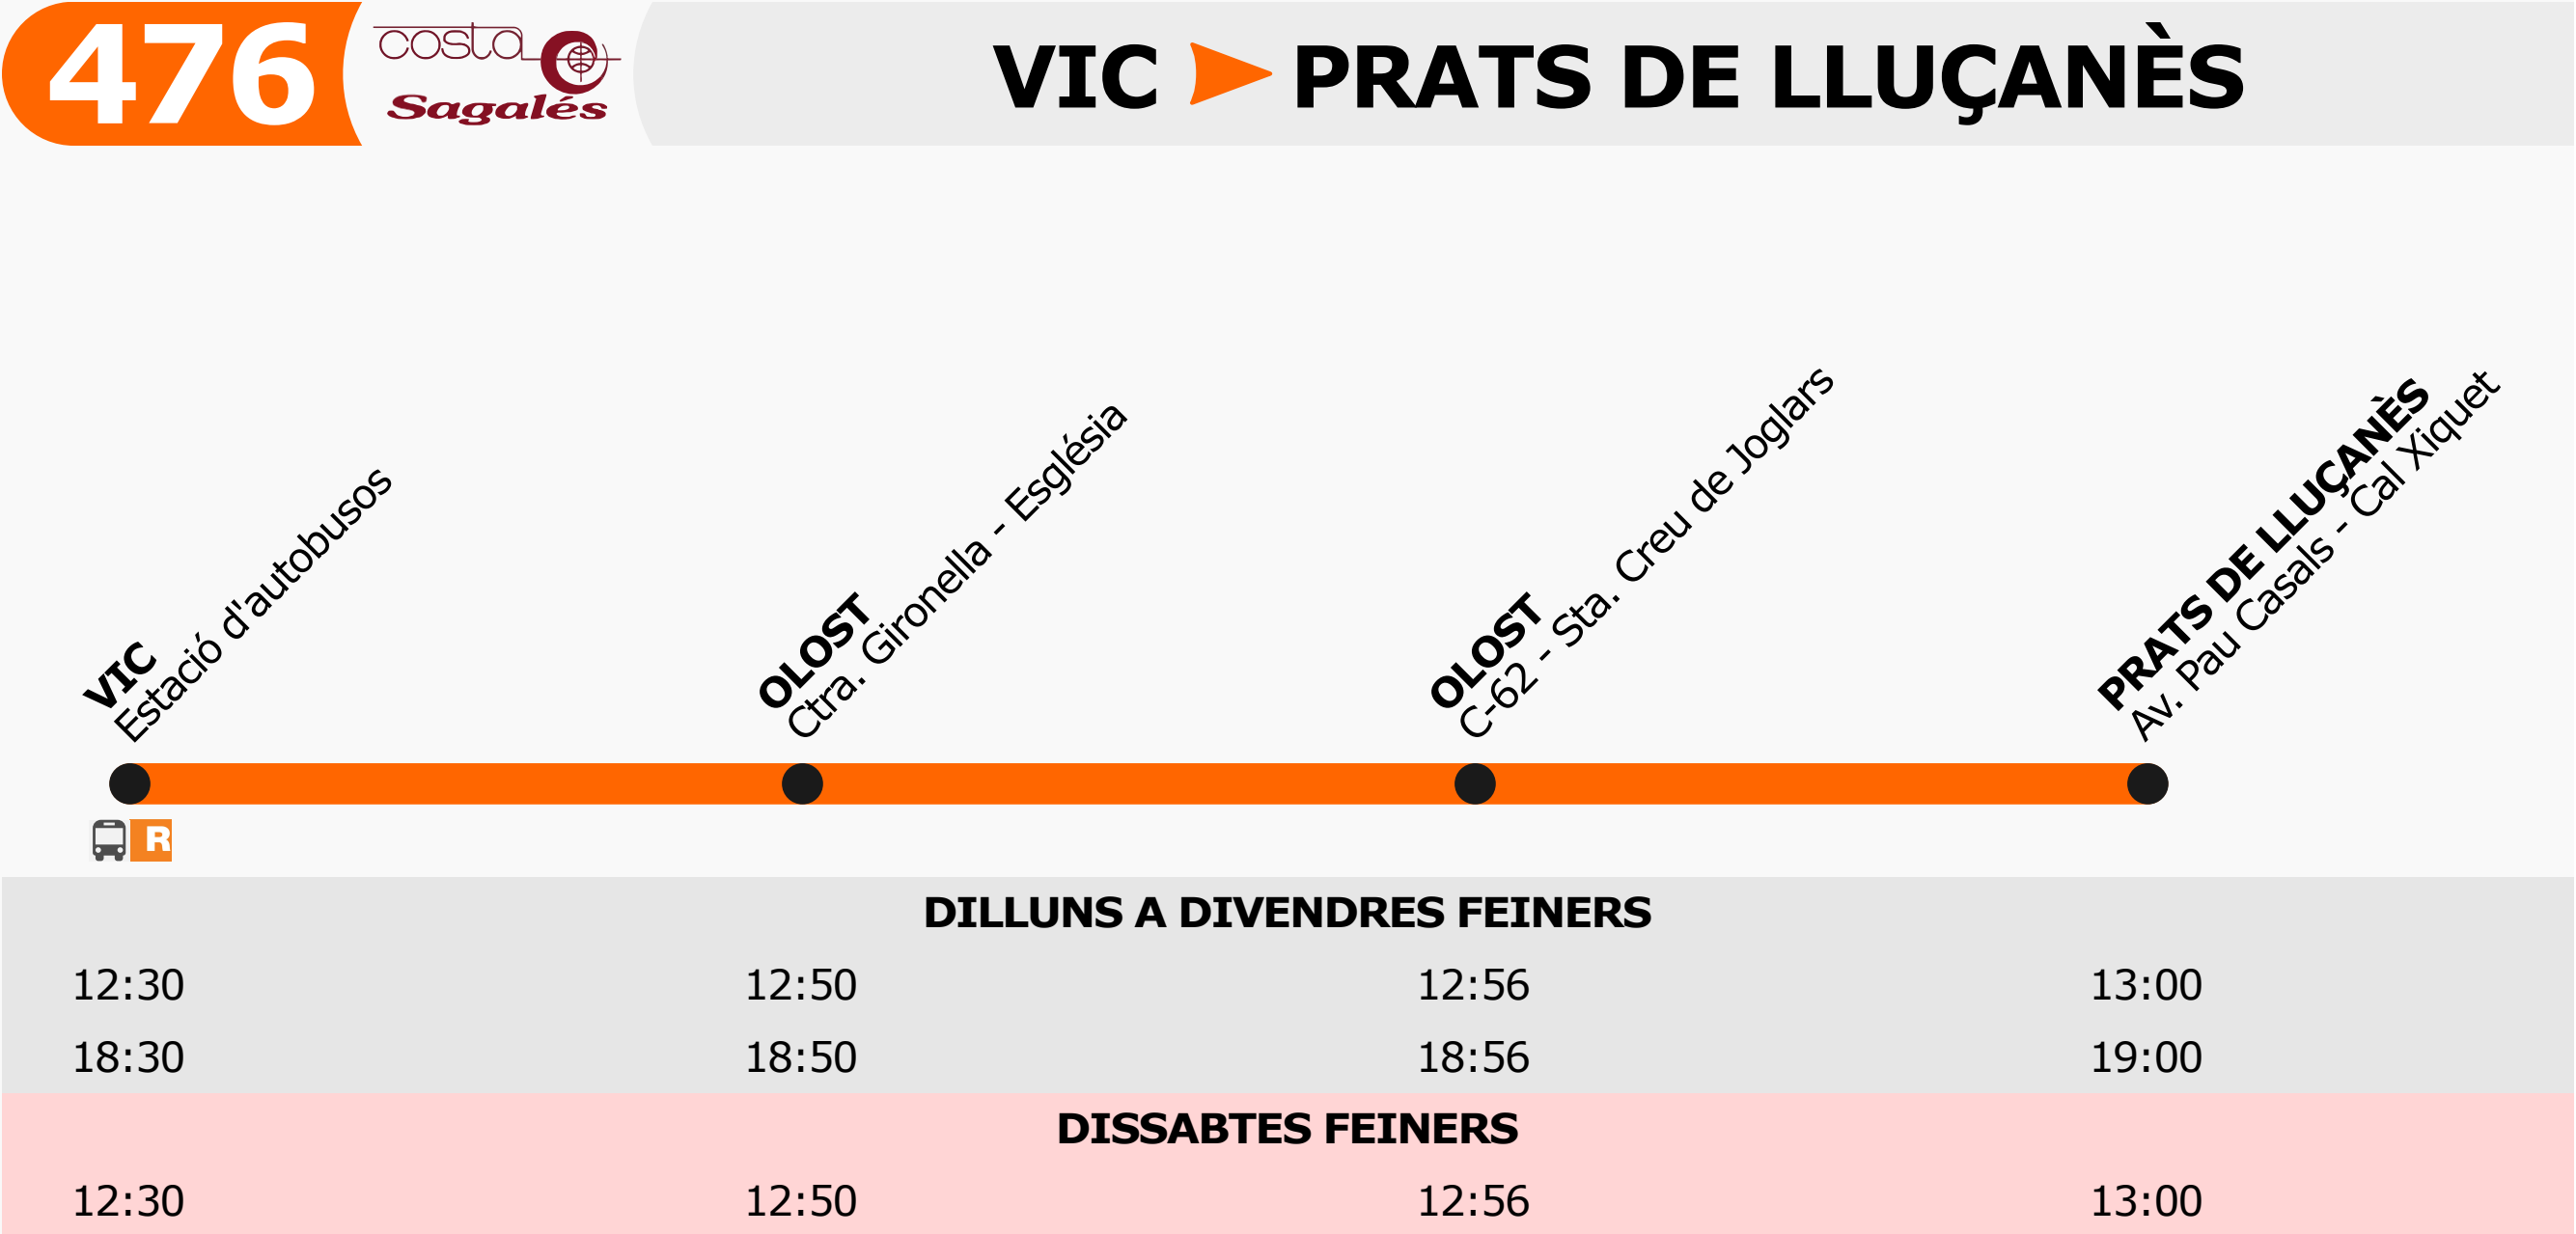 476
costa
Sagalés
VIC PRATS DE LLUÇANÈS
VIC
Estació d'autobusos
OLOST
Ctra. Gironella - Església
OLOST
C-62 - Sta. Creu de Joglars
PRATS DE LLUÇANÈS
Av. Pau Casals - Cal Xiquet
R
DILLUNS A DIVENDRES FEINERS
12:30 12:50 12:56 13:00
18:30 18:50 18:56 19:00
DISSABTES FEINERS
12:30 12:50 12:56 13:00